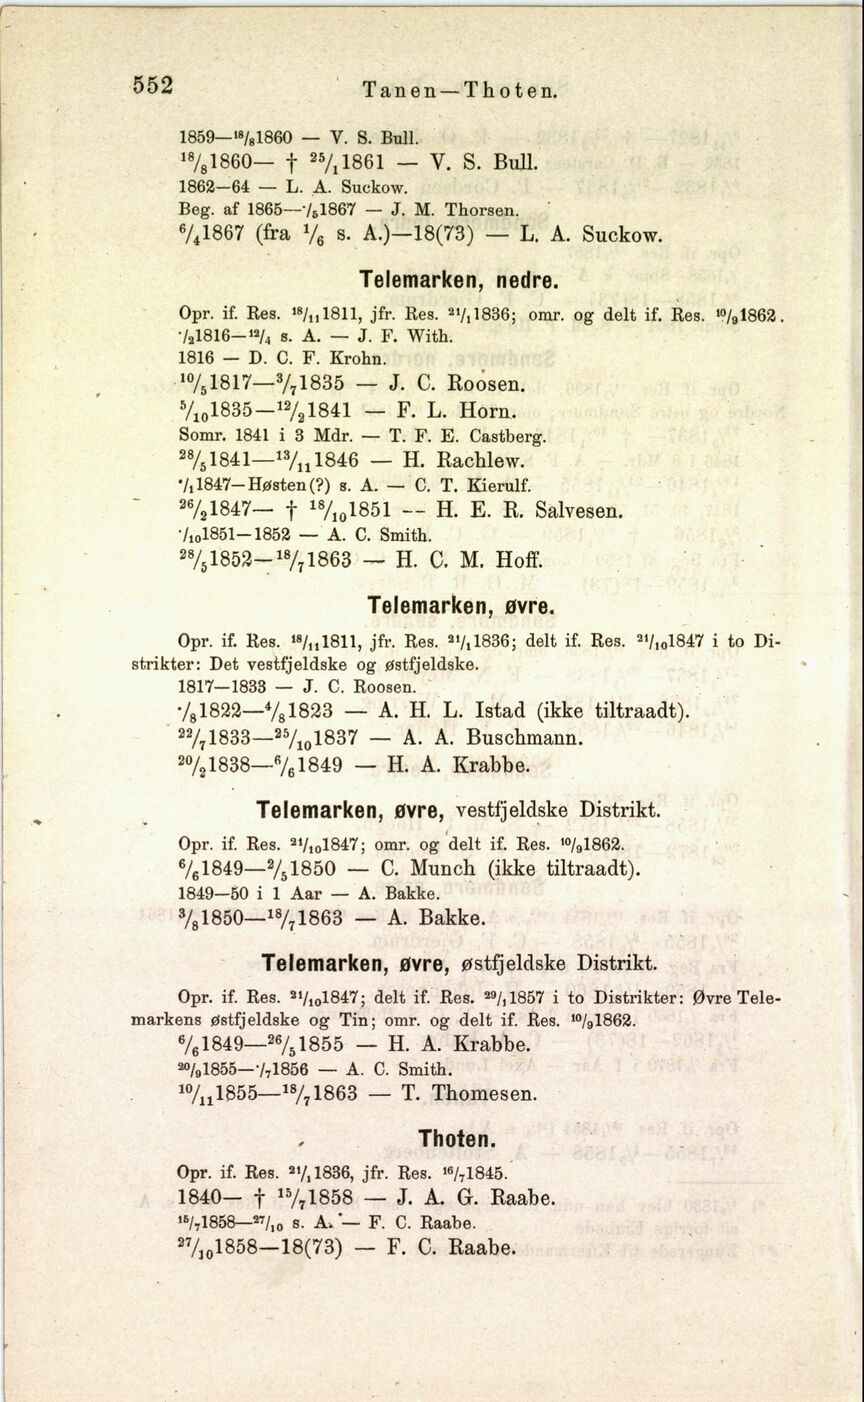 552
Tanen—Thoten.
1859—¹⁸/₈1860 — V. S. Bull.
¹⁸/₈1860— † ²⁵/₁1861 — V. S. Bull.
1862—64 — L. A. Suckow.
Beg. af 1865—·/₅1867 — J. M. Thorsen.
⁶/₄1867 (fra ¹/₆ s. A.)—18(73) — L. A. Suckow.
Telemarken, nedre.
Opr. if. Res. ¹⁸/₁₁1811, jfr. Res. ²¹/₁1836; omr. og delt if. Res. ¹⁰/₉1862.
·/₂1816—¹²/₄ s. A. — J. F. With.
1816 — D. C. F. Krohn.
¹⁰/₅1817—³/₇1835 — J. C. Roosen.
⁵/₁₀1835—¹²/₂1841 — F. L. Horn.
Somr. 1841 i 3 Mdr. — T. F. E. Castberg.
²⁸/₅1841—¹³/₁₁1846 — H. Rachlew.
·/₁1847—Høsten(?) s. A. — C. T. Kierulf.
²⁶/₂1847— † ¹⁸/₁₀1851 — H. E. R. Salvesen.
·/₁₀1851—1852 — A. C. Smith.
²⁸/₅1852—¹⁸/₇1863 — H. C. M. Hoff.
Telemarken, øvre.
Opr. if. Res. ¹⁸/₁₁1811, jfr. Res. ²¹/₁1836; delt if. Res. ²¹/₁₀1847 i to Di-
strikter: Det vestfjeldske og østfjeldske.
1817—1833 — J. C. Roosen.
·/₈1822—⁴/₈1823 — A. H. L. Istad (ikke tiltraadt).
²²/₇1833—²⁵/₁₀1837 — A. A. Buschmann.
²⁰/₂1838—⁶/₆1849 — H. A. Krabbe.
Telemarken, øvre, vestfjeldske Distrikt.
Opr. if. Res. ²¹/₁₀1847; omr. og delt if. Res. ¹⁰/₉1862.
⁶/₆1849—²/₅1850 — C. Munch (ikke tiltraadt).
1849—50 i 1 Aar — A. Bakke.
³/₈1850—¹⁸/₇1863 — A. Bakke.
Telemarken, øvre, østfjeldske Distrikt.
Opr. if. Res. ²¹/₁₀1847; delt if. Res. ²⁹/₁1857 i to Distrikter: Øvre Tele-
markens østfjeldske og Tin; omr. og delt if. Res. ¹⁰/₉1862.
⁶/₆1849—²⁶/₅1855 — H. A. Krabbe.
²⁰/₉1855—·/₇1856 — A. C. Smith.
¹⁰/₁₁1855—¹⁸/₇1863 — T. Thomesen.
Thoten.
Opr. if. Res. ²¹/₁1836, jfr. Res. ¹⁶/₇1845.
1840— † ¹⁵/₇1858 — J. A. G. Raabe.
¹⁵/₇1858—²⁷/₁₀ s. A. — F. C. Raabe.
²⁷/₁₀1858—18(73) — F. C. Raabe.